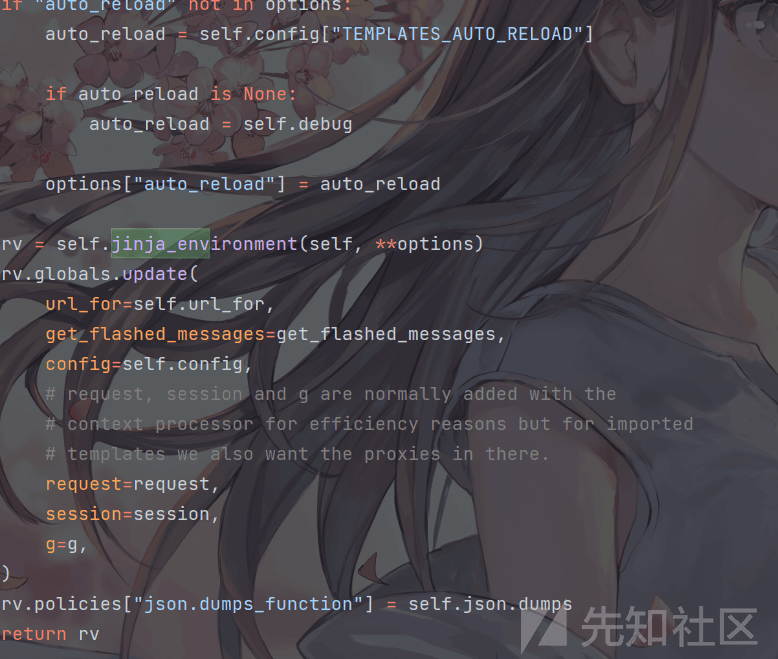 if "auto_reload" not in options:
    auto_reload = self.config["TEMPLATES_AUTO_RELOAD"]
    if auto_reload is None:
        auto_reload = self.debug
    options["auto_reload"] = auto_reload
rv = self.jinja_environment(self, **options)
rv.globals.update(
    url_for=self.url_for,
    get_flashed_messages=get_flashed_messages,
    config=self.config,
    # request, session and g are normally added with the
    # context processor for efficiency reasons but for imported
    # templates we also want the proxies in there.
    request=request,
    session=session,
    g=g,
)
rv.policies["json.dumps_function"] = self.json.dumps
return rv
先知社区